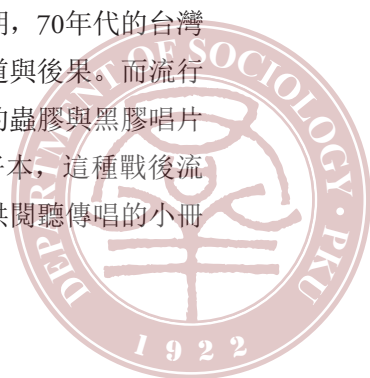 期，70年代的台灣
道與後果。而流行
的蟲膠與黑膠唱片
子本，這種戰後流
供閱聽傳唱的小冊
DEPARTMENT OF SOCIOLOGY · PKU
1922